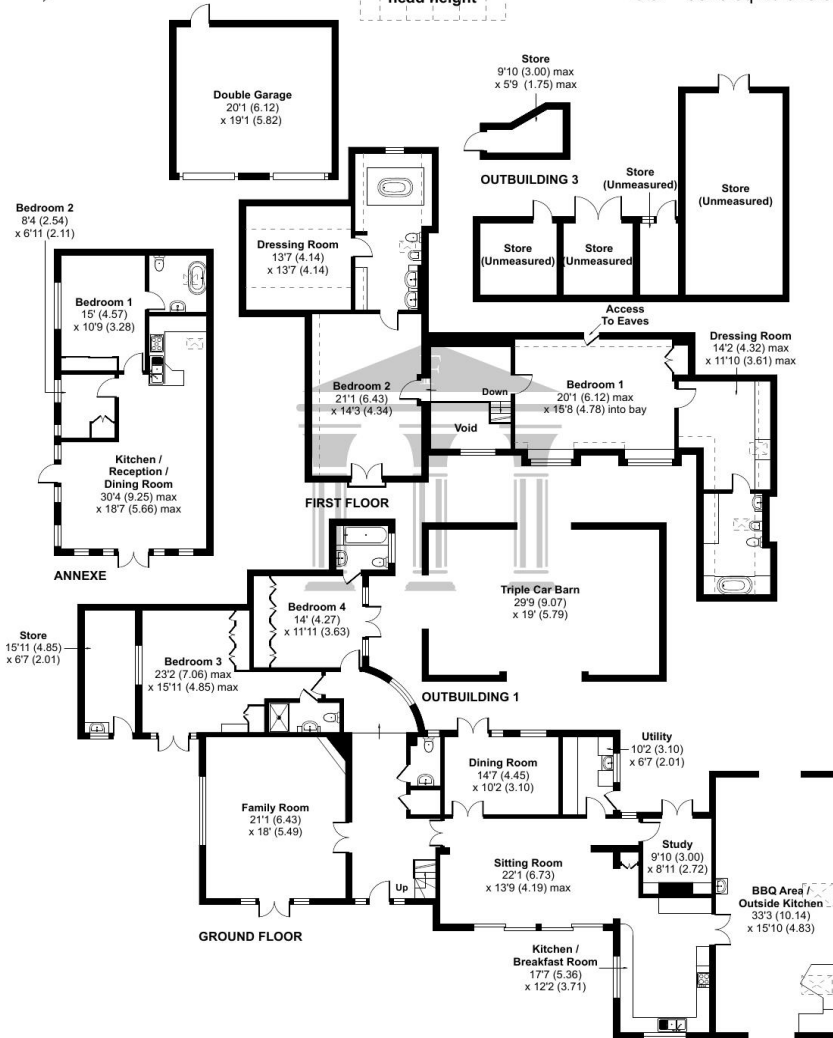 head height
Double Garage
20'1 (6.12)
x 19'1 (5.82)
Store
9'10 (3.00) max
x 5'9 (1.75) max
OUTBUILDING 3
Store
(Unmeasured)
Store
(Unmeasured)
Store
(Unmeasured)
Store
(Unmeasured)
Bedroom 2
8'4 (2.54)
x 6'11 (2.11)
Bedroom 1
15' (4.57)
x 10'9 (3.28)
Kitchen /
Reception /
Dining Room
30'4 (9.25) max
x 18'7 (5.66) max
ANNEXE
Dressing Room
13'7 (4.14)
x 13'7 (4.14)
Bedroom 2
21'1 (6.43)
x 14'3 (4.34)
FIRST FLOOR
Down
Void
Access
To Eaves
Bedroom 1
20'1 (6.12) max
x 15'8 (4.78) into bay
Dressing Room
14'2 (4.32) max
x 11'10 (3.61) max
Triple Car Barn
29'9 (9.07)
x 19' (5.79)
OUTBUILDING 1
Store
15'11 (4.85)
x 6'7 (2.01)
Bedroom 3
23'2 (7.06) max
x 15'11 (4.85) max
Bedroom 4
14' (4.27)
x 11'11 (3.63)
Family Room
21'1 (6.43)
x 18' (5.49)
Up
GROUND FLOOR
Dining Room
14'7 (4.45)
x 10'2 (3.10)
Utility
10'2 (3.10)
x 6'7 (2.01)
Sitting Room
22'1 (6.73)
x 13'9 (4.19) max
Study
9'10 (3.00)
x 8'11 (2.72)
Kitchen /
Breakfast Room
17'7 (5.36)
x 12'2 (3.71)
BBQ Area /
Outside Kitchen
33'3 (10.14)
x 15'10 (4.83)